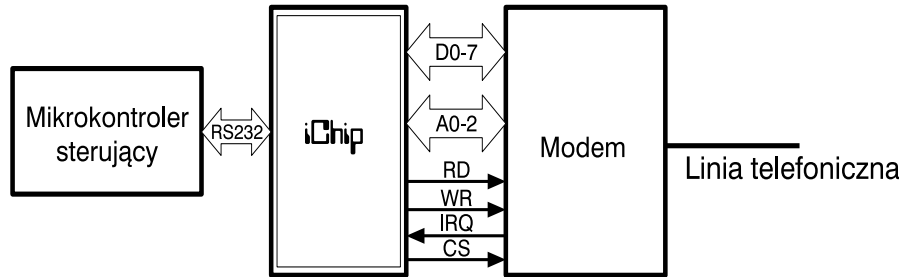 Mikrokontroler
sterujący
RS232
iChip
D0-7
A0-2
RD
WR
IRQ
CS
Modem
Linia telefoniczna